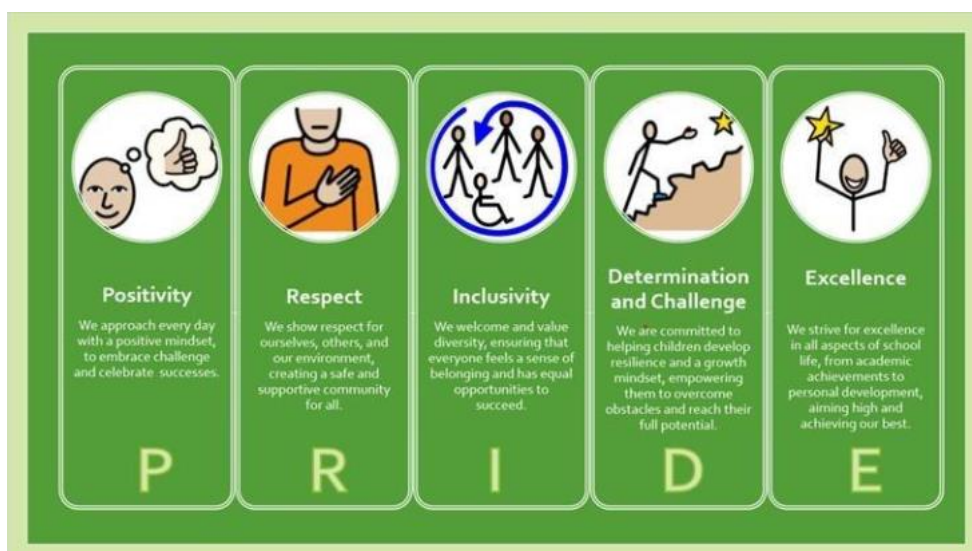 Positivity
We approach every day
with a positive mindset,
to embrace challenge
and celebrate successes.
P
Respect
We show respect for
ourselves, others, and
our environment,
creating a safe and
supportive community
for all.
R
Inclusivity
We welcome and value
diversity, ensuring that
everyone feels a sense of
belonging and has equal
opportunities to
succeed.
I
Determination
and Challenge
We are committed to
helping children develop
resilience and a growth
mindset, empowering
them to overcome
obstacles and reach their
full potential.
D
Excellence
We strive for excellence
in all aspects of school
life, from academic
achievements to
personal development,
aiming high and
achieving our best.
E